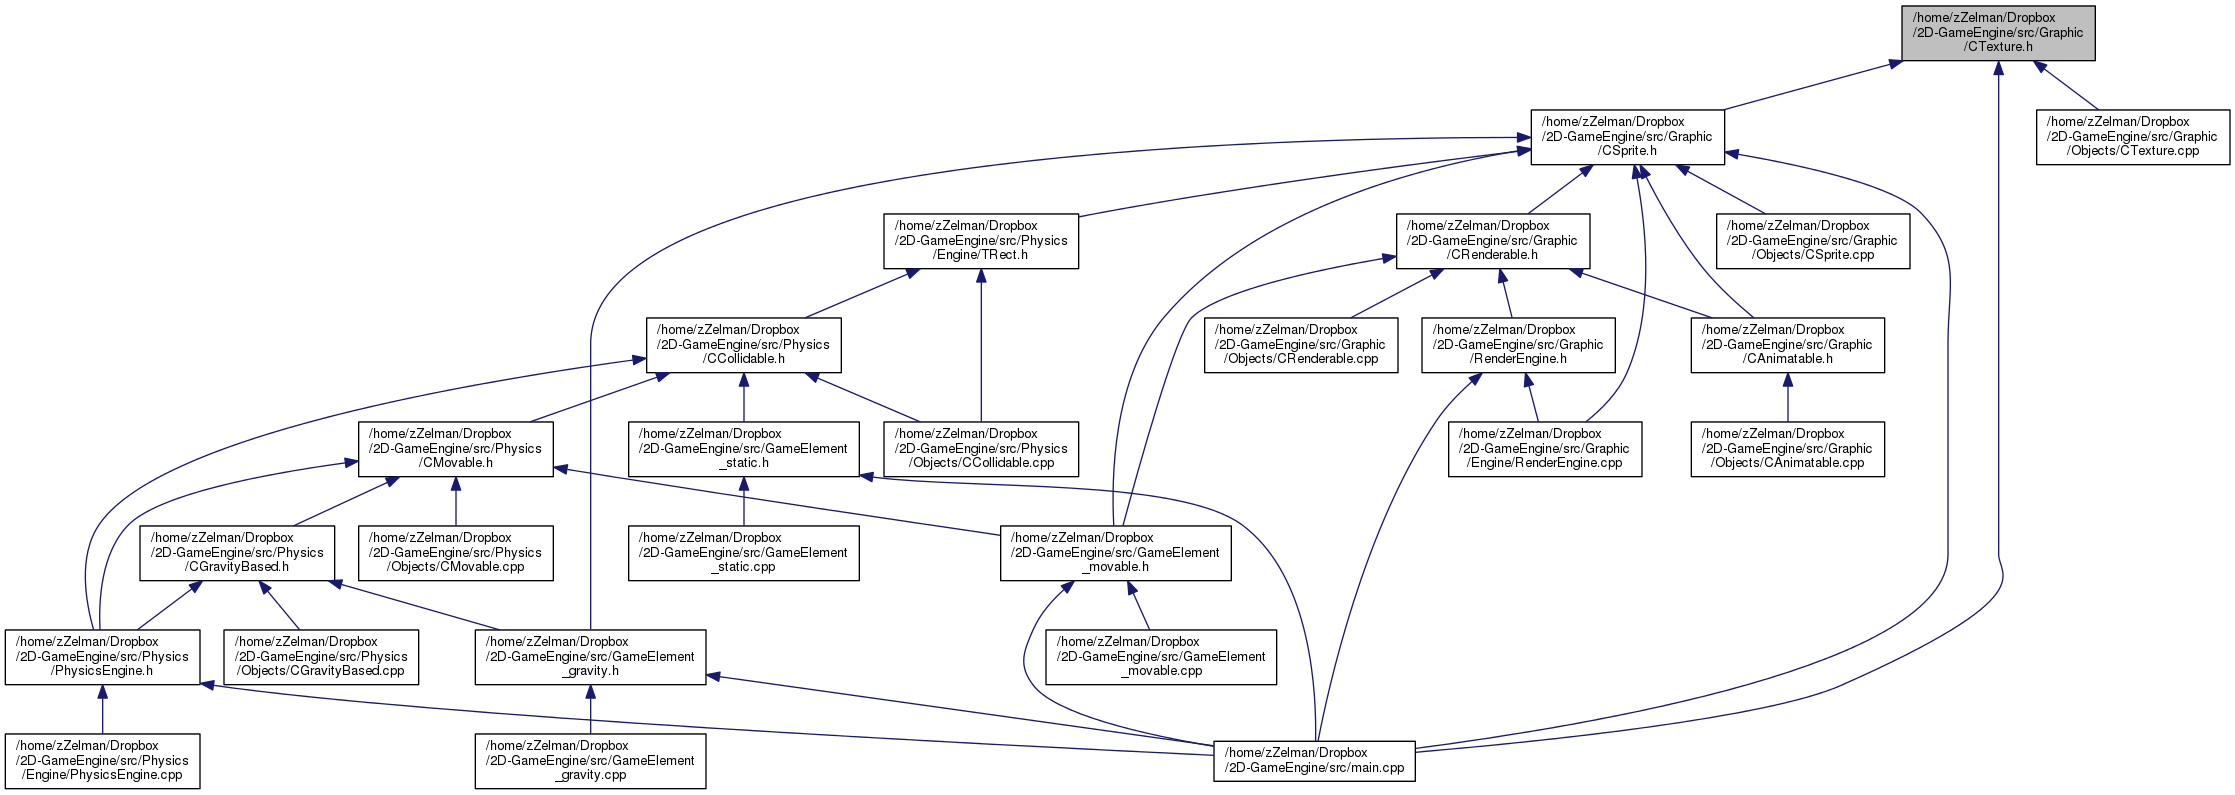 /home/zZelman/Dropbox
/2D-GameEngine/src/Graphic
/CTexture.h
/home/zZelman/Dropbox
/2D-GameEngine/src/Graphic
/CSprite.h
/home/zZelman/Dropbox
/2D-GameEngine/src/Graphic
/Objects/CTexture.cpp
/home/zZelman/Dropbox
/2D-GameEngine/src/Physics
/Engine/TRect.h
/home/zZelman/Dropbox
/2D-GameEngine/src/Graphic
/CRenderable.h
/home/zZelman/Dropbox
/2D-GameEngine/src/Graphic
/Objects/CSprite.cpp
/home/zZelman/Dropbox
/2D-GameEngine/src/Physics
/CCollidable.h
/home/zZelman/Dropbox
/2D-GameEngine/src/Graphic
/Objects/CRenderable.cpp
/home/zZelman/Dropbox
/2D-GameEngine/src/Graphic
/RenderEngine.h
/home/zZelman/Dropbox
/2D-GameEngine/src/Graphic
/CAnimatable.h
/home/zZelman/Dropbox
/2D-GameEngine/src/Physics
/CMovable.h
/home/zZelman/Dropbox
/2D-GameEngine/src/GameElement
_static.h
/home/zZelman/Dropbox
/2D-GameEngine/src/Physics
/Objects/CCollidable.cpp
/home/zZelman/Dropbox
/2D-GameEngine/src/Graphic
/Engine/RenderEngine.cpp
/home/zZelman/Dropbox
/2D-GameEngine/src/Graphic
/Objects/CAnimatable.cpp
/home/zZelman/Dropbox
/2D-GameEngine/src/Physics
/CGravityBased.h
/home/zZelman/Dropbox
/2D-GameEngine/src/Physics
/Objects/CMovable.cpp
/home/zZelman/Dropbox
/2D-GameEngine/src/GameElement
_static.cpp
/home/zZelman/Dropbox
/2D-GameEngine/src/GameElement
_movable.h
/home/zZelman/Dropbox
/2D-GameEngine/src/Physics
/PhysicsEngine.h
/home/zZelman/Dropbox
/2D-GameEngine/src/Physics
/Objects/CGravityBased.cpp
/home/zZelman/Dropbox
/2D-GameEngine/src/GameElement
_gravity.h
/home/zZelman/Dropbox
/2D-GameEngine/src/GameElement
_movable.cpp
/home/zZelman/Dropbox
/2D-GameEngine/src/Physics
/Engine/PhysicsEngine.cpp
/home/zZelman/Dropbox
/2D-GameEngine/src/GameElement
_gravity.cpp
/home/zZelman/Dropbox
/2D-GameEngine/src/main.cpp